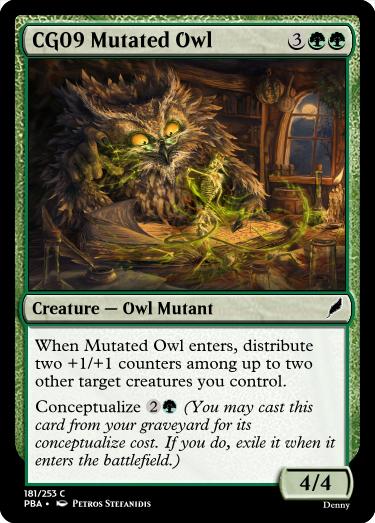 CG09 Mutated Owl 3
Creature — Owl Mutant
When Mutated Owl enters, distribute
two +1/+1 counters among up to two
other target creatures you control.
Conceptualize 2 (You may cast this
card from your graveyard for its
conceptualize cost. If you do, exile it when it
enters the battlefield.)
4/4
181/253 C
PBA • Petros Stefanidis
Denny